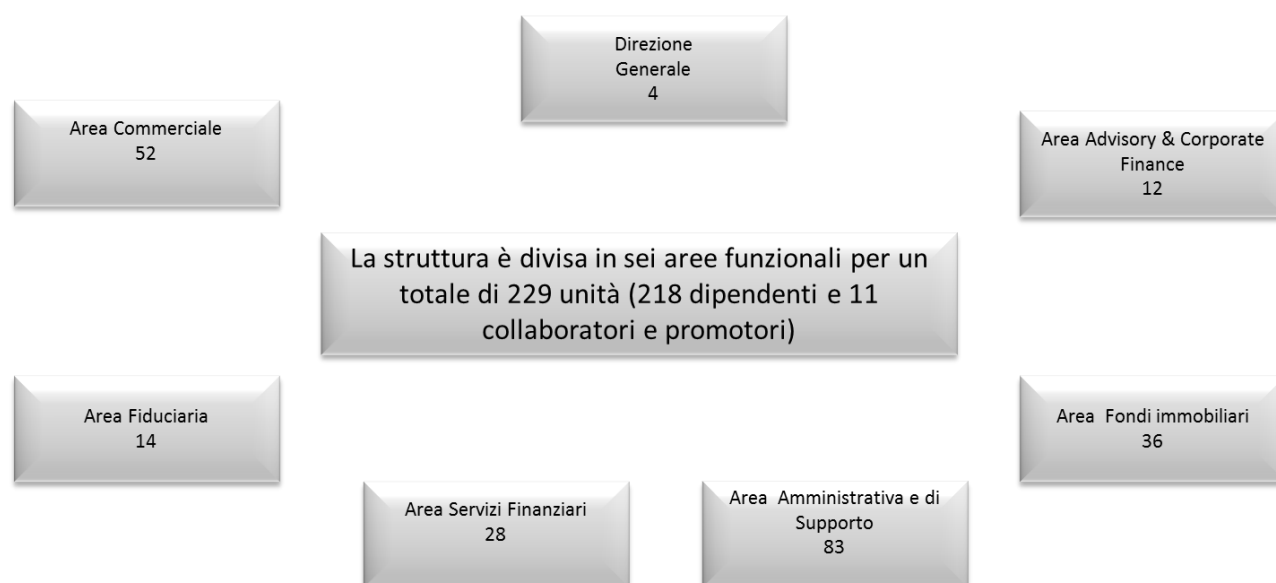 Direzione
Generale
4
Area Commerciale
52
Area Advisory & Corporate
Finance
12
La struttura è divisa in sei aree funzionali per un
totale di 229 unità (218 dipendenti e 11
collaboratori e promotori)
Area Fiduciaria
14
Area Fondi immobiliari
36
Area Servizi Finanziari
28
Area Amministrativa e di
Supporto
83